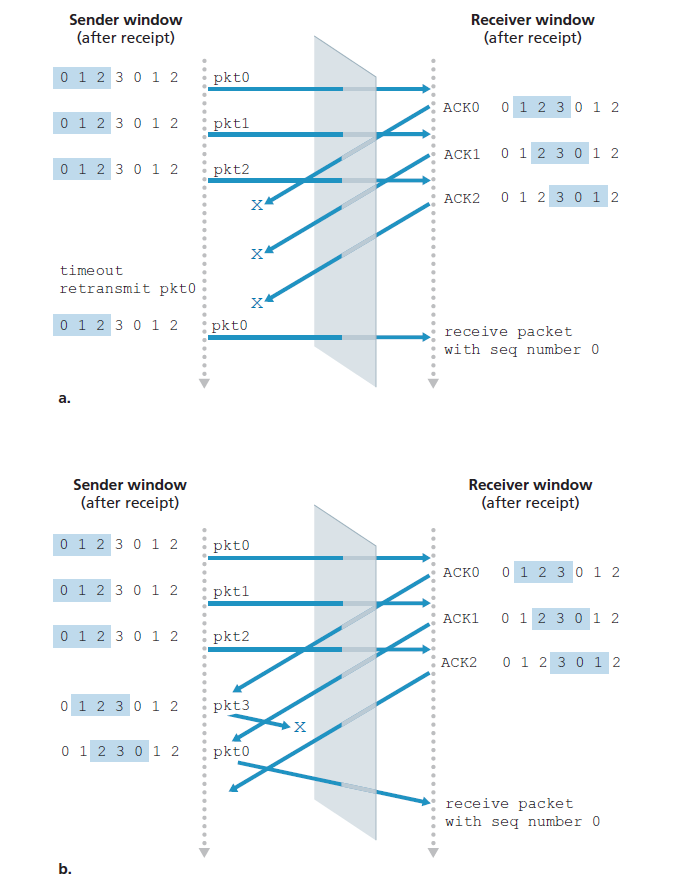 Sender window
(after receipt)
Receiver window
(after receipt)
0 1 2 3 0 1 2
pkt0
ACK0 0 1 2 3 0 1 2
0 1 2 3 0 1 2
pkt1
ACK1 0 1 2 3 0 1 2
0 1 2 3 0 1 2
pkt2
ACK2 0 1 2 3 0 1 2
X
X
timeout
retransmit pkt0
X
0 1 2 3 0 1 2
pkt0
receive packet
with seq number 0
a.
Sender window
(after receipt)
Receiver window
(after receipt)
0 1 2 3 0 1 2
pkt0
ACK0 0 1 2 3 0 1 2
0 1 2 3 0 1 2
pkt1
ACK1 0 1 2 3 0 1 2
0 1 2 3 0 1 2
pkt2
ACK2 0 1 2 3 0 1 2
0 1 2 3 0 1 2
pkt3
X
0 1 2 3 0 1 2
pkt0
receive packet
with seq number 0
b.